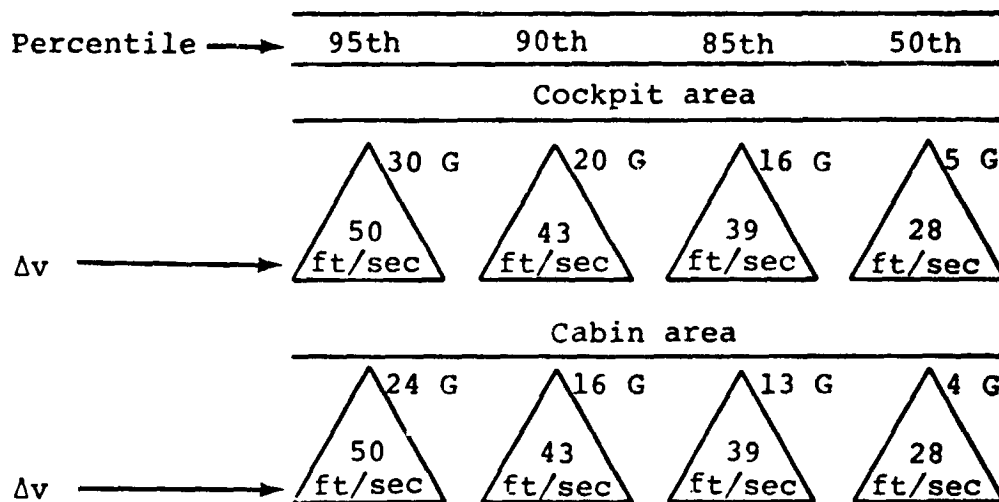 Percentile 95th 90th 85th 50th
Cockpit area
30 G 20 G 16 G 5 G
50 43 39 28
Δv ft/sec ft/sec ft/sec ft/sec
Cabin area
24 G 16 G 13 G 4 G
50 43 39 28
Δv ft/sec ft/sec ft/sec ft/sec